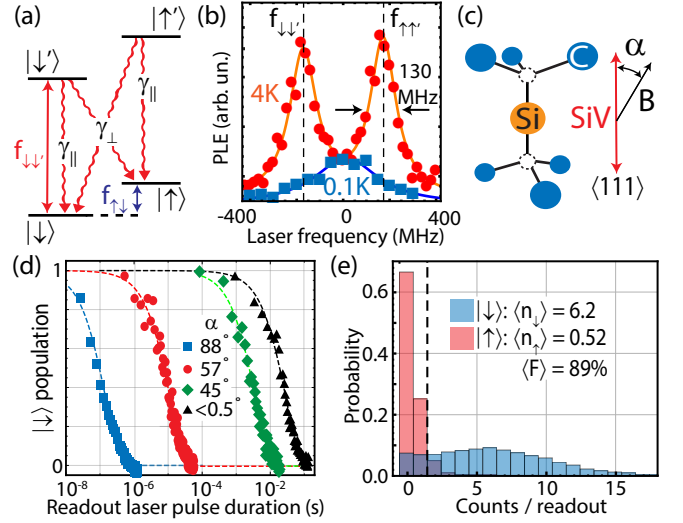 (a)
|↑′⟩
|↓′⟩
γ∥
γ⊥
γ∥
f↓↓′
f↑↓
|↑⟩
|↓⟩
(b)
f↓↓′
f↑↑′
PLE (arb. un.)
4K
130
MHz
0.1K
-400
0
400
Laser frequency (MHz)
(c)
C
α
B
Si
SiV
⟨111⟩
(d)
|↓⟩ population
1
0
α
88°
57°
45°
<0.5°
10⁻⁸
10⁻⁶
10⁻⁴
10⁻²
Readout laser pulse duration (s)
(e)
Probability
0.6
0.4
0.2
0.0
|↓⟩: ⟨n↓⟩ = 6.2
|↑⟩: ⟨n↑⟩ = 0.52
⟨F⟩ = 89%
0
5
10
15
Counts / readout